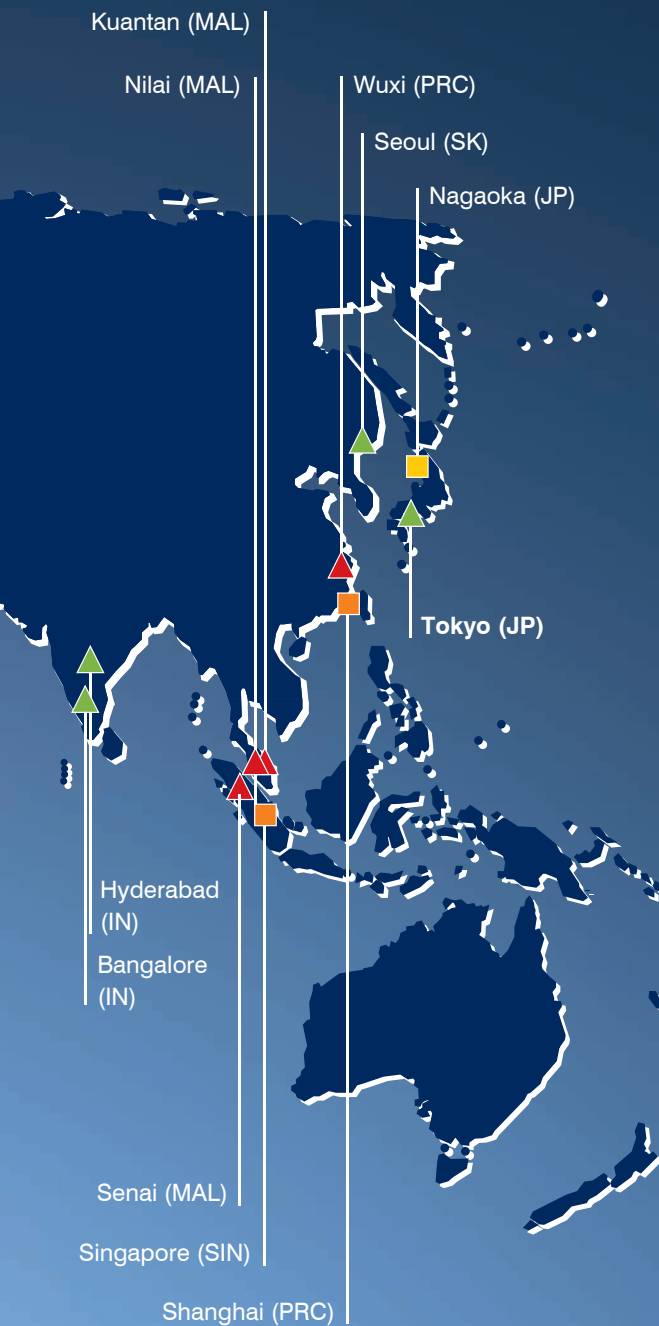 Kuantan (MAL)
Nilai (MAL)
Wuxi (PRC)
Seoul (SK)
Nagaoka (JP)
Tokyo (JP)
Hyderabad
(IN)
Bangalore
(IN)
Senai (MAL)
Singapore (SIN)
Shanghai (PRC)